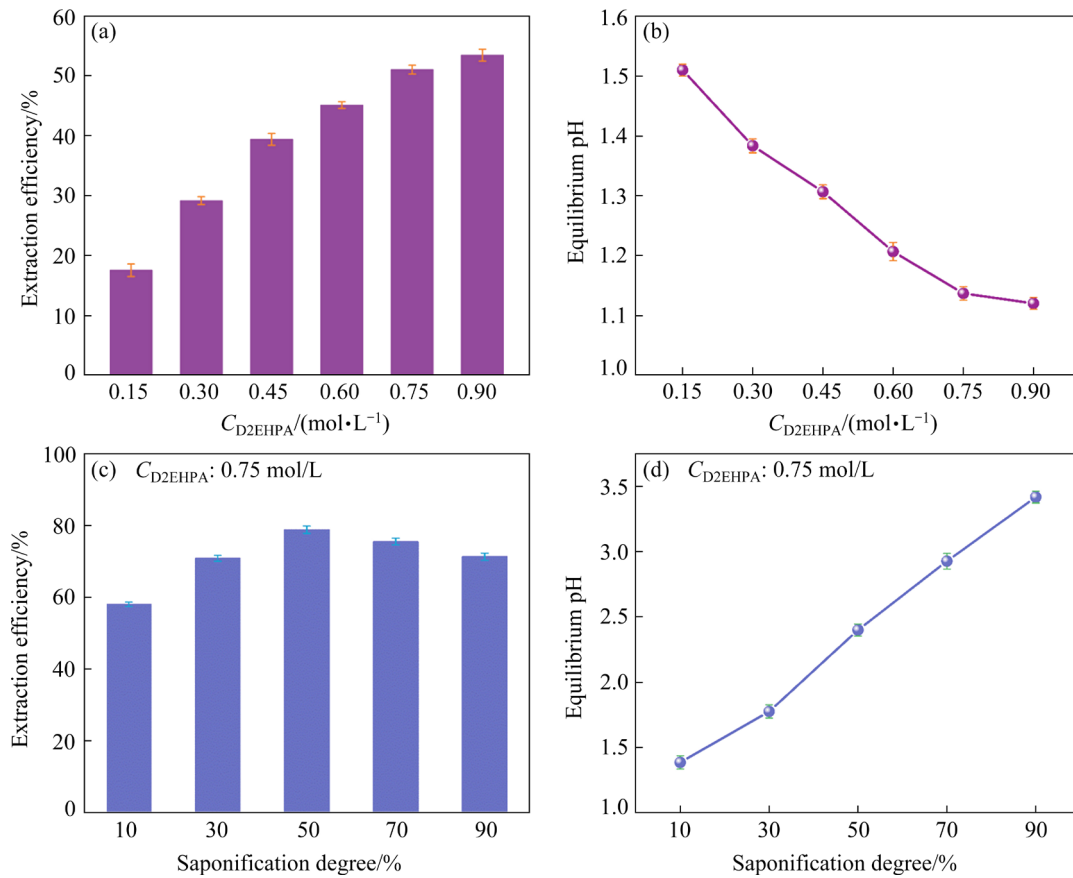 (a)
60
50
40
30
20
10
0
Extraction efficiency/%
0.15 0.30 0.45 0.60 0.75 0.90
C_D2EHPA/(mol·L⁻¹)
(b)
1.6
1.5
1.4
1.3
1.2
1.1
1.0
Equilibrium pH
0.15 0.30 0.45 0.60 0.75 0.90
C_D2EHPA/(mol·L⁻¹)
(c) C_D2EHPA: 0.75 mol/L
100
80
60
40
20
0
Extraction efficiency/%
10 30 50 70 90
Saponification degree/%
(d) C_D2EHPA: 0.75 mol/L
3.5
3.0
2.5
2.0
1.5
1.0
Equilibrium pH
10 30 50 70 90
Saponification degree/%